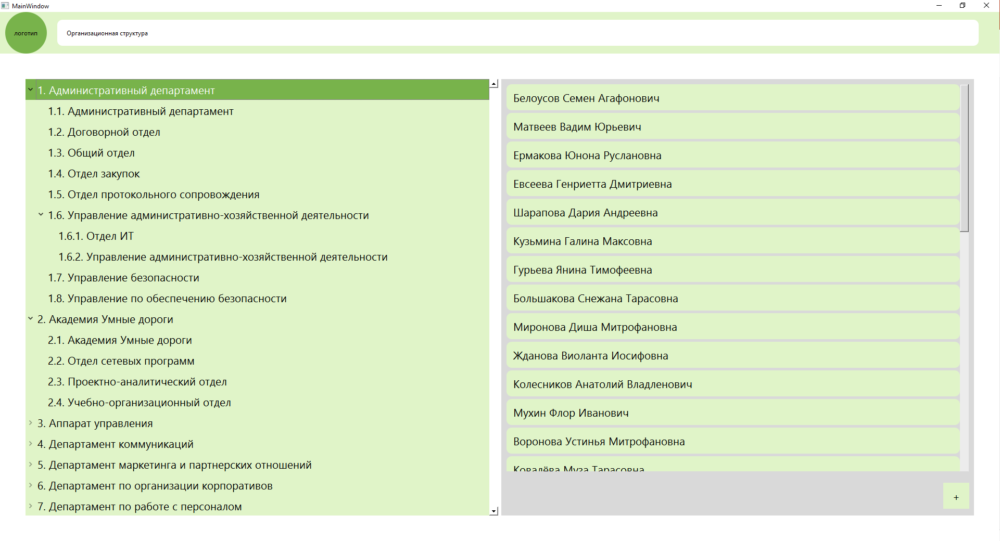 MainWindow
логотип
Организационная структура
1. Административный департамент
1.1. Административный департамент
1.2. Договорной отдел
1.3. Общий отдел
1.4. Отдел закупок
1.5. Отдел протокольного сопровождения
1.6. Управление административно-хозяйственной деятельности
1.6.1. Отдел ИТ
1.6.2. Управление административно-хозяйственной деятельности
1.7. Управление безопасности
1.8. Управление по обеспечению безопасности
2. Академия Умные дороги
2.1. Академия Умные дороги
2.2. Отдел сетевых программ
2.3. Проектно-аналитический отдел
2.4. Учебно-организационный отдел
3. Аппарат управления
4. Департамент коммуникаций
5. Департамент маркетинга и партнерских отношений
6. Департамент по организации корпоративов
7. Департамент по работе с персоналом
Белоусов Семен Агафонович
Матвеев Вадим Юрьевич
Ермакова Юнона Руслановна
Евсеева Генриетта Дмитриевна
Шарапова Дария Андреевна
Кузьмина Галина Максовна
Гурьева Янина Тимофеевна
Большакова Снежана Тарасовна
Миронова Диша Митрофановна
Жданова Виоланта Иосифовна
Колесников Анатолий Владленович
Мухин Флор Иванович
Воронова Устинья Митрофановна
Ковалёва Муза Тарасовна
+